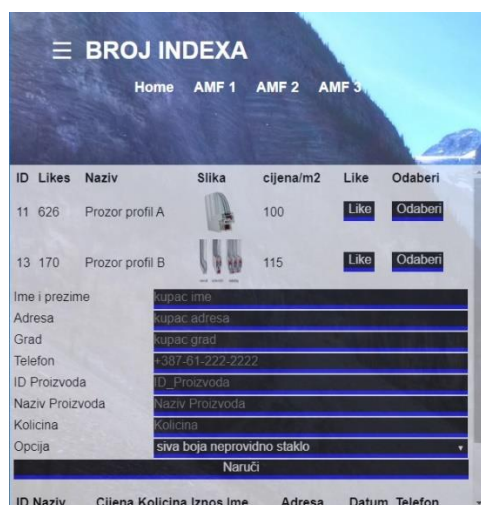 ☰ BROJ INDEXA
Home AMF 1 AMF 2 AMF 3
ID Likes Naziv Slika cijena/m2 Like Odaberi
11 626 Prozor profil A 100 Like Odaberi
13 170 Prozor profil B 115 Like Odaberi
Ime i prezime kupac ime
Adresa kupac adresa
Grad kupac grad
Telefon +387-61-222-2222
ID Proizvoda ID_Proizvoda
Naziv Proizvoda Naziv Proizvoda
Kolicina Kolicina
Opcija siva boja neprovidno staklo
Naruči
ID Naziv Cijena Kolicina Iznos Ime Adresa Datum Telefon